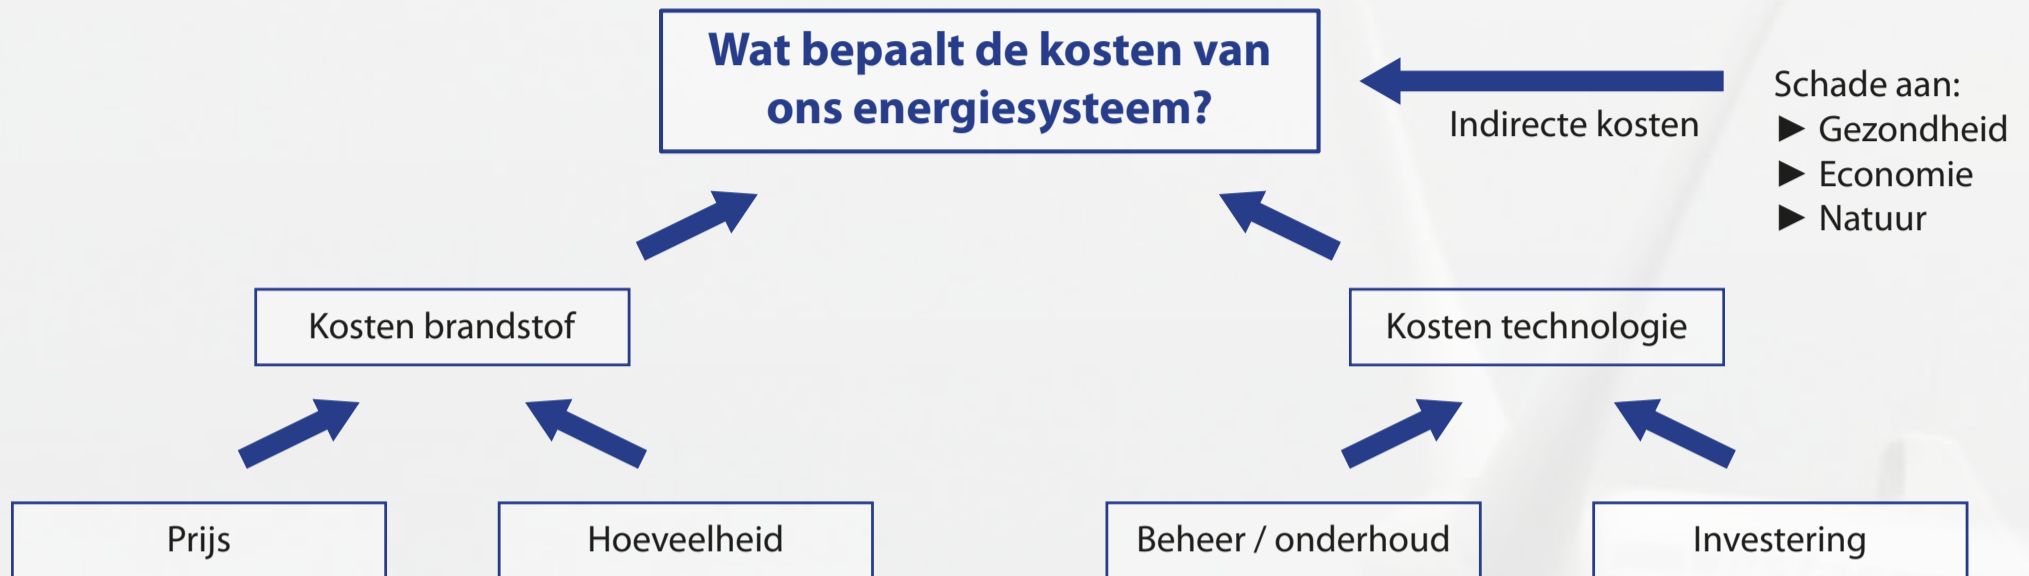 Wat bepaalt de kosten van
ons energiesysteem?
Indirecte kosten
Schade aan:
► Gezondheid
► Economie
► Natuur
Kosten brandstof
Kosten technologie
Prijs
Hoeveelheid
Beheer / onderhoud
Investering